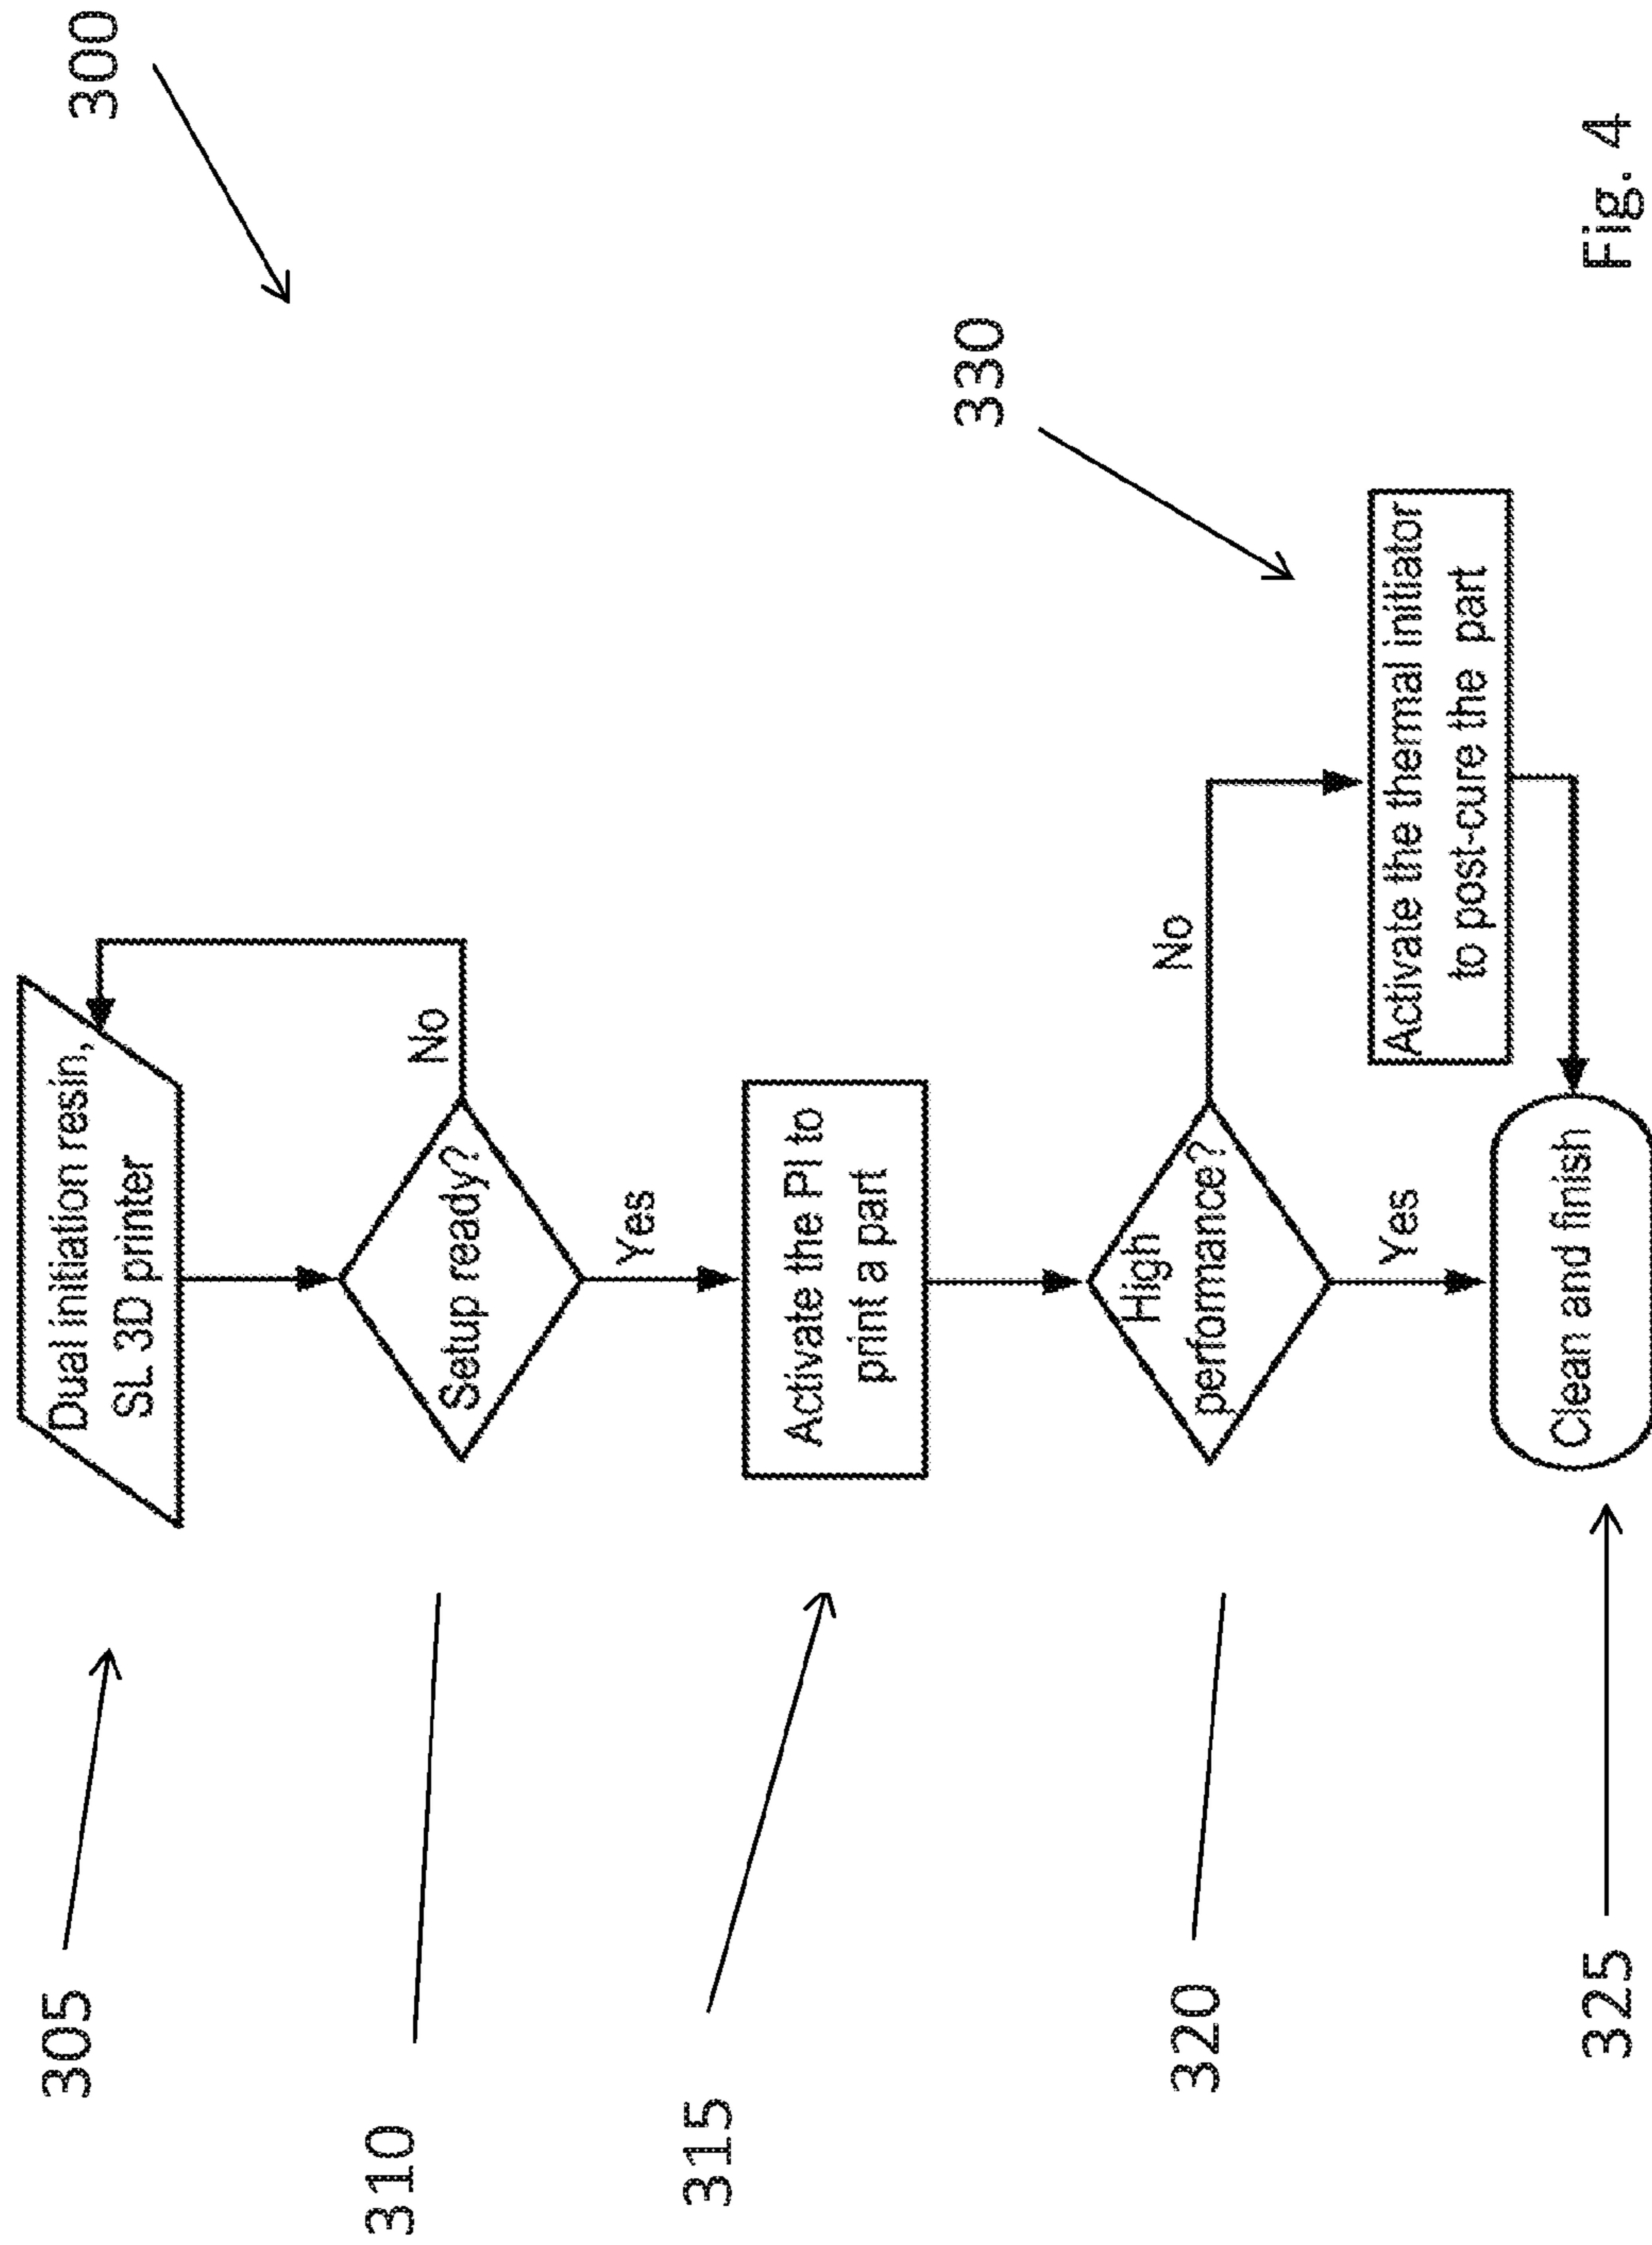 300
305
Dual initiation resin,
SL 3D printer
310
Setup ready?
No
Yes
315
Activate the PI to
print a part
320
High
performance?
No
Yes
330
Activate the thermal initiator
to post-cure the part
325
Clean and finish
Fig. 4